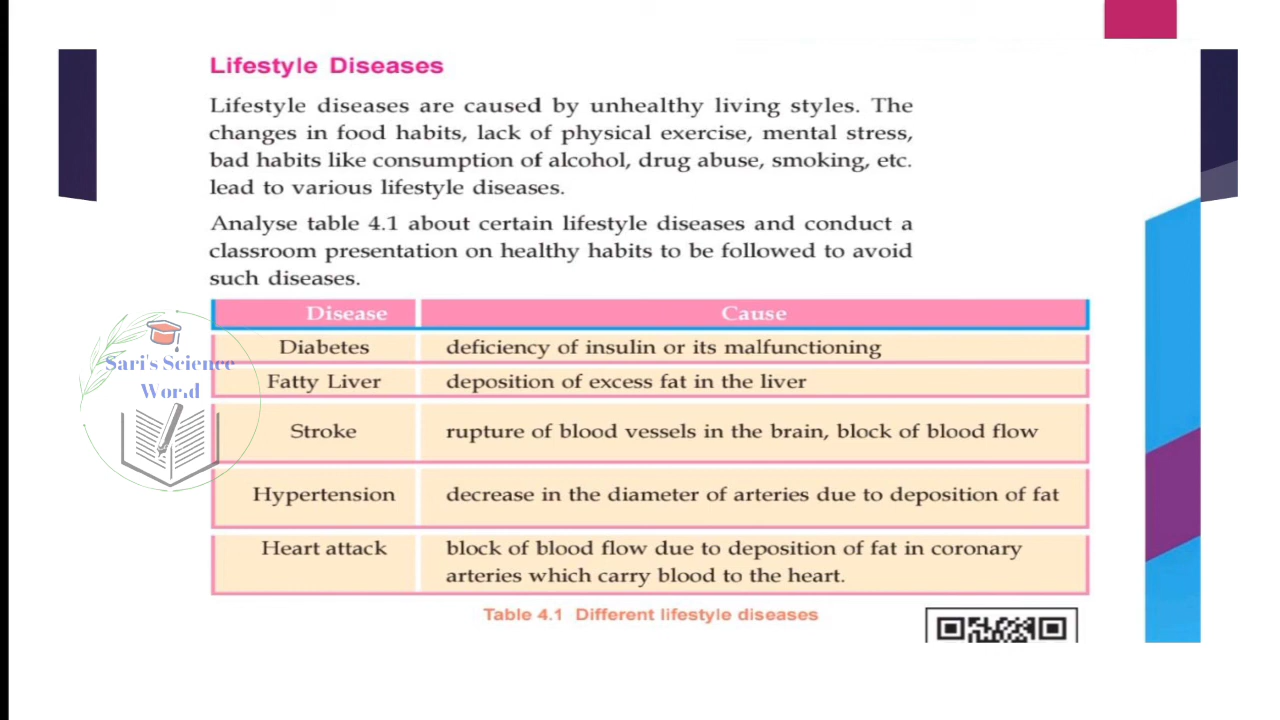 Lifestyle Diseases
Lifestyle diseases are caused by unhealthy living styles. The
changes in food habits, lack of physical exercise, mental stress,
bad habits like consumption of alcohol, drug abuse, smoking, etc.
lead to various lifestyle diseases.
Analyse table 4.1 about certain lifestyle diseases and conduct a
classroom presentation on healthy habits to be followed to avoid
such diseases.
Disease Cause
Diabetes deficiency of insulin or its malfunctioning
Sari's Science
Fatty Liver deposition of excess fat in the liver
Wor.d
Stroke rupture of blood vessels in the brain, block of blood flow
Hypertension decrease in the diameter of arteries due to deposition of fat
Heart attack block of blood flow due to deposition of fat in coronary
arteries which carry blood to the heart.
Table 4.1 Different lifestyle diseases